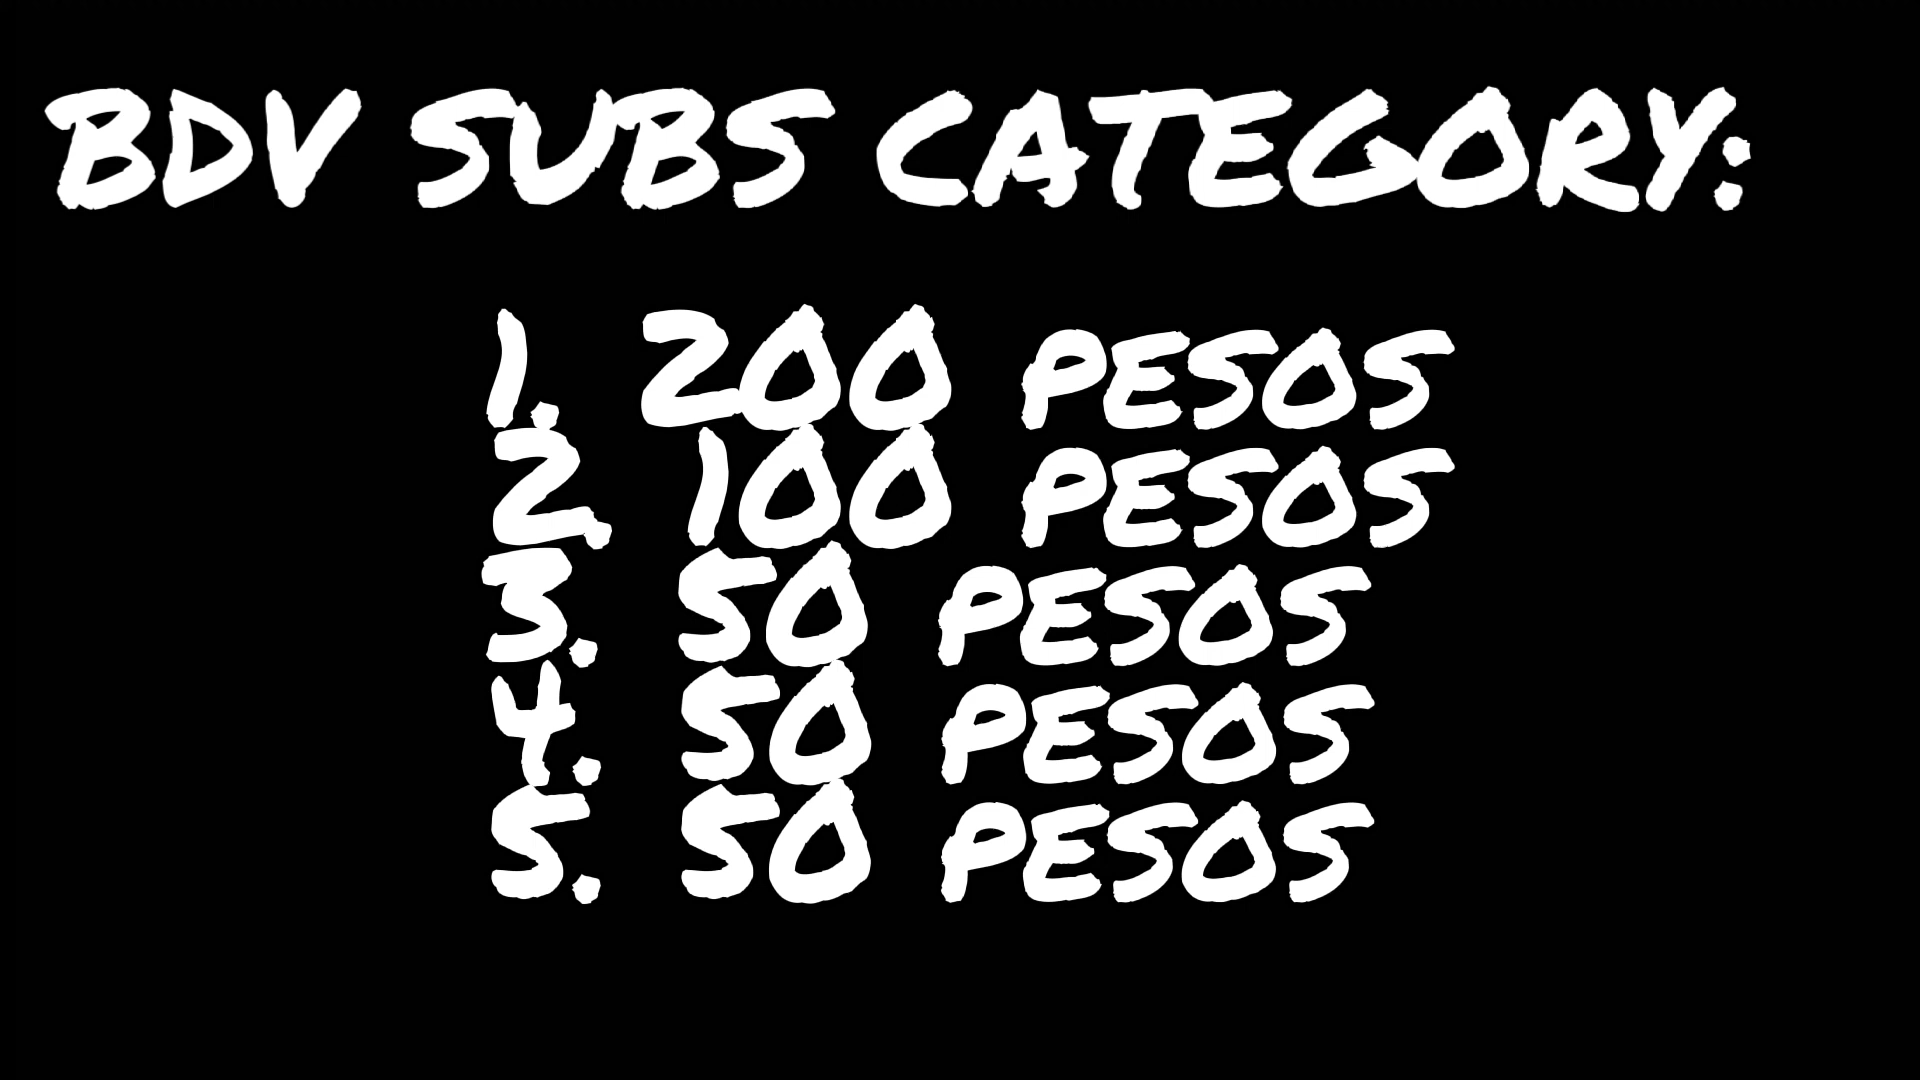 BDV SUBS CATEGORY:
1. 200 PESOS
2. 100 PESOS
3. 50 PESOS
4. 50 PESOS
5. 50 PESOS